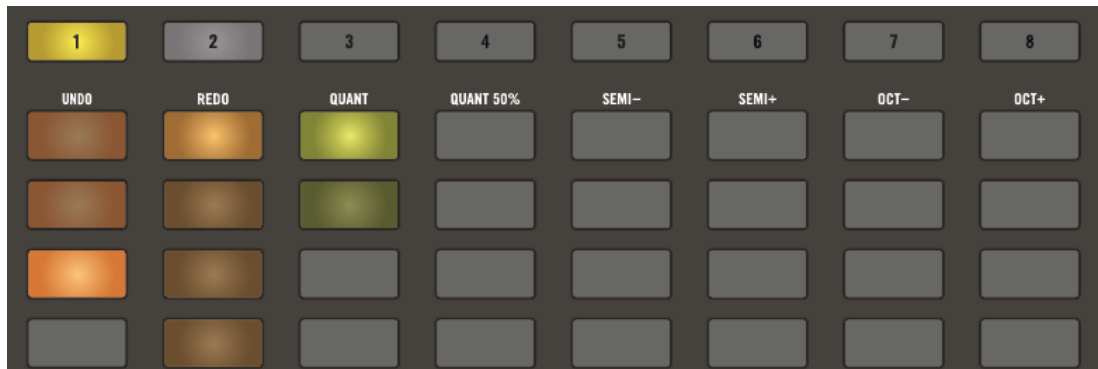 1 2 3 4 5 6 7 8
UNDO REDO QUANT QUANT 50% SEMI− SEMI+ OCT− OCT+